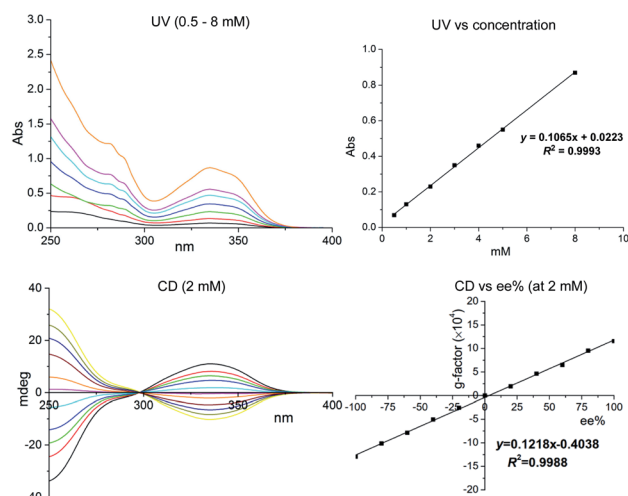 UV (0.5 - 8 mM)
3.0
2.5
2.0
1.5
1.0
0.5
0.0
Abs
250 300 350 400
nm
UV vs concentration
1.0
0.8
0.6
0.4
0.2
0.0
Abs
y = 0.1065x + 0.0223
R² = 0.9993
0 2 4 6 8 10
mM
CD (2 mM)
40
20
0
-20
40
mdeg
250 300 350 400
nm
CD vs ee% (at 2 mM)
20
15
10
5
0
-5
-10
-15
-20
g-factor (×10⁴)
-100 -80 -60 -40 -20 0 20 40 60 80 100
ee%
y=0.1218x-0.4038
R²=0.9988